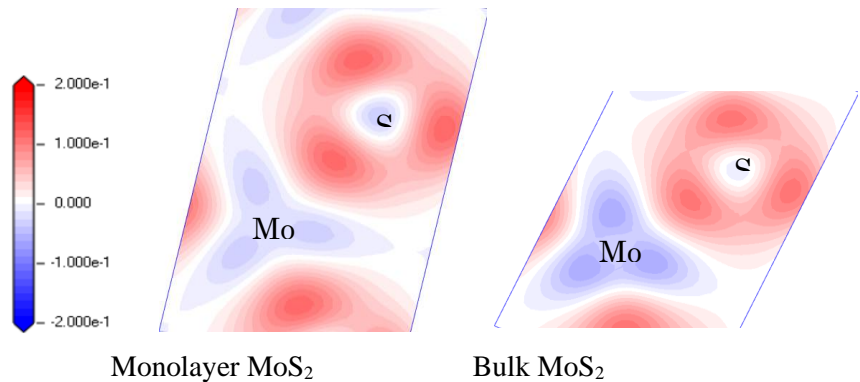 2.000e-1
1.000e-1
0.000
-1.000e-1
-2.000e-1
S
Mo
S
Mo
Monolayer MoS₂
Bulk MoS₂